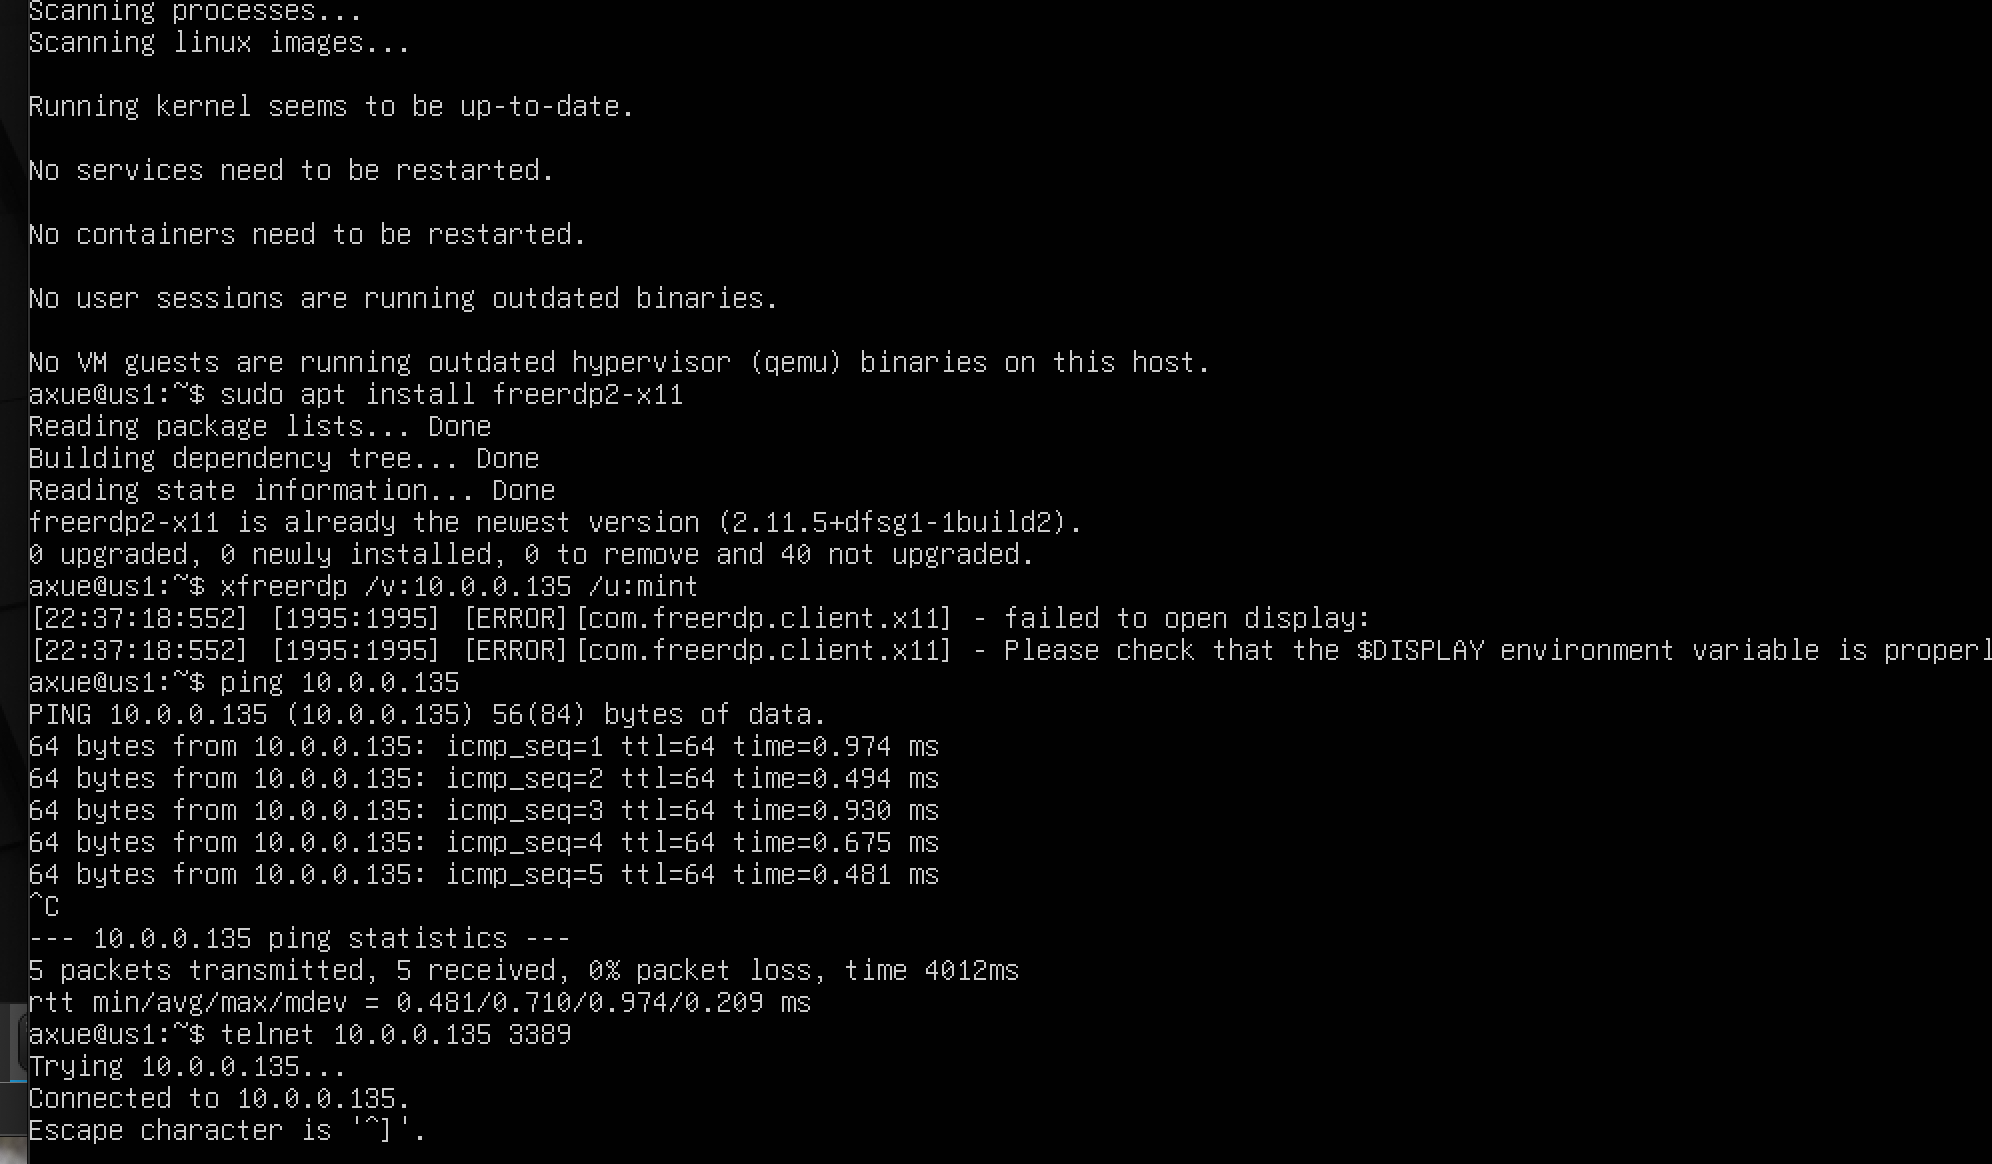 Scanning processes...
Scanning linux images...
Running kernel seems to be up-to-date.
No services need to be restarted.
No containers need to be restarted.
No user sessions are running outdated binaries.
No VM guests are running outdated hypervisor (qemu) binaries on this host.
axue@us1:~$ sudo apt install freerdp2-x11
Reading package lists... Done
Building dependency tree... Done
Reading state information... Done
freerdp2-x11 is already the newest version (2.11.5+dfsg1-1build2).
0 upgraded, 0 newly installed, 0 to remove and 40 not upgraded.
axue@us1:~$ xfreerdp /v:10.0.0.135 /u:mint
[22:37:18:552] [1995:1995] [ERROR][com.freerdp.client.x11] - failed to open display:
[22:37:18:552] [1995:1995] [ERROR][com.freerdp.client.x11] - Please check that the $DISPLAY environment variable is properl
axue@us1:~$ ping 10.0.0.135
PING 10.0.0.135 (10.0.0.135) 56(84) bytes of data.
64 bytes from 10.0.0.135: icmp_seq=1 ttl=64 time=0.974 ms
64 bytes from 10.0.0.135: icmp_seq=2 ttl=64 time=0.494 ms
64 bytes from 10.0.0.135: icmp_seq=3 ttl=64 time=0.930 ms
64 bytes from 10.0.0.135: icmp_seq=4 ttl=64 time=0.675 ms
64 bytes from 10.0.0.135: icmp_seq=5 ttl=64 time=0.481 ms
^C
--- 10.0.0.135 ping statistics ---
5 packets transmitted, 5 received, 0% packet loss, time 4012ms
rtt min/avg/max/mdev = 0.481/0.710/0.974/0.209 ms
axue@us1:~$ telnet 10.0.0.135 3389
Trying 10.0.0.135...
Connected to 10.0.0.135.
Escape character is '^]'.